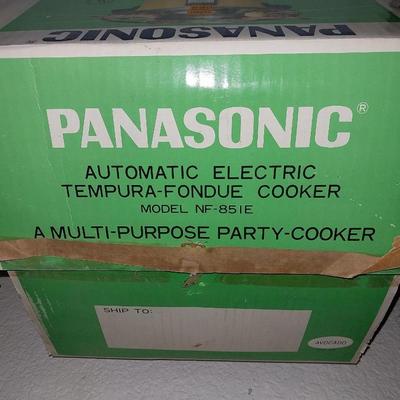 PANASONIC
PANASONIC®
AUTOMATIC ELECTRIC
TEMPURA-FONDUE COOKER
MODEL NF-851E
A MULTI-PURPOSE PARTY-COOKER
SHIP TO:
AVOCADO